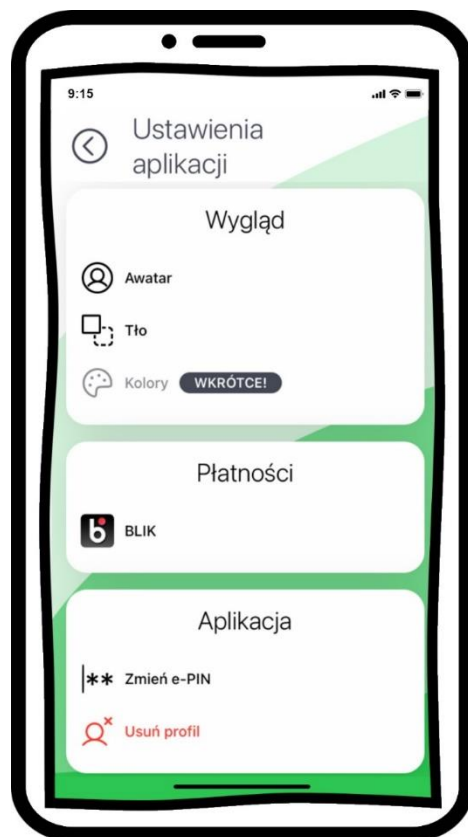 9:15
Ustawienia
aplikacji
Wygląd
Awatar
Tło
Kolory WKRÓTCE!
Płatności
BLIK
Aplikacja
|** Zmień e-PIN
Usuń profil